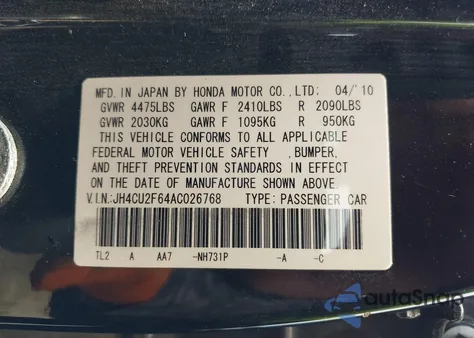 MFD. IN JAPAN BY HONDA MOTOR CO., LTD: 04/'10
GVWR 4475LBS GAWR F 2410LBS R 2090LBS
GVWR 2030KG GAWR F 1095KG R 950KG
THIS VEHICLE CONFORMS TO ALL APPLICABLE
FEDERAL MOTOR VEHICLE SAFETY ,BUMPER,
AND THEFT PREVENTION STANDARDS IN EFFECT
ON THE DATE OF MANUFACTURE SHOWN ABOVE.
V.I.N:JH4CU2F64AC026768 TYPE: PASSENGER CAR
TL2 A AA7 -NH731P -A -C
autoSnap